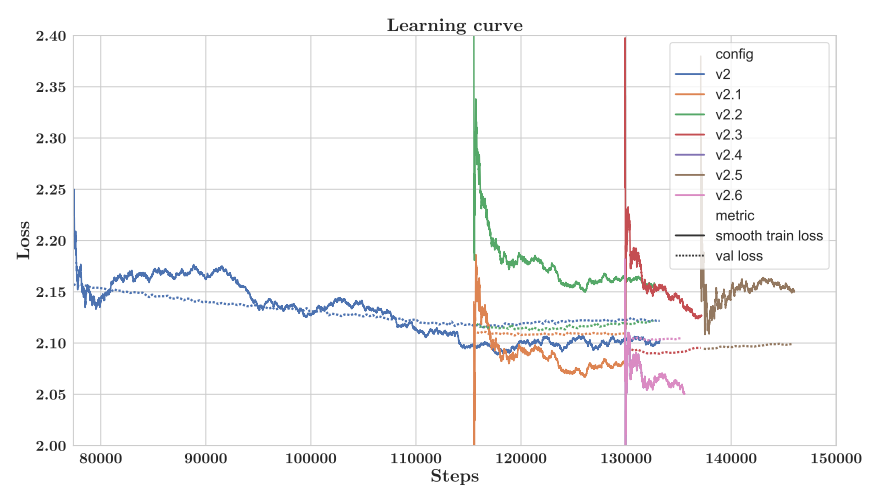 Learning curve
2.40
2.35
2.30
2.25
2.20
2.15
2.10
2.05
2.00
Loss
80000 90000 100000 110000 120000 130000 140000 150000
Steps
config
v2
v2.1
v2.2
v2.3
v2.4
v2.5
v2.6
metric
smooth train loss
val loss